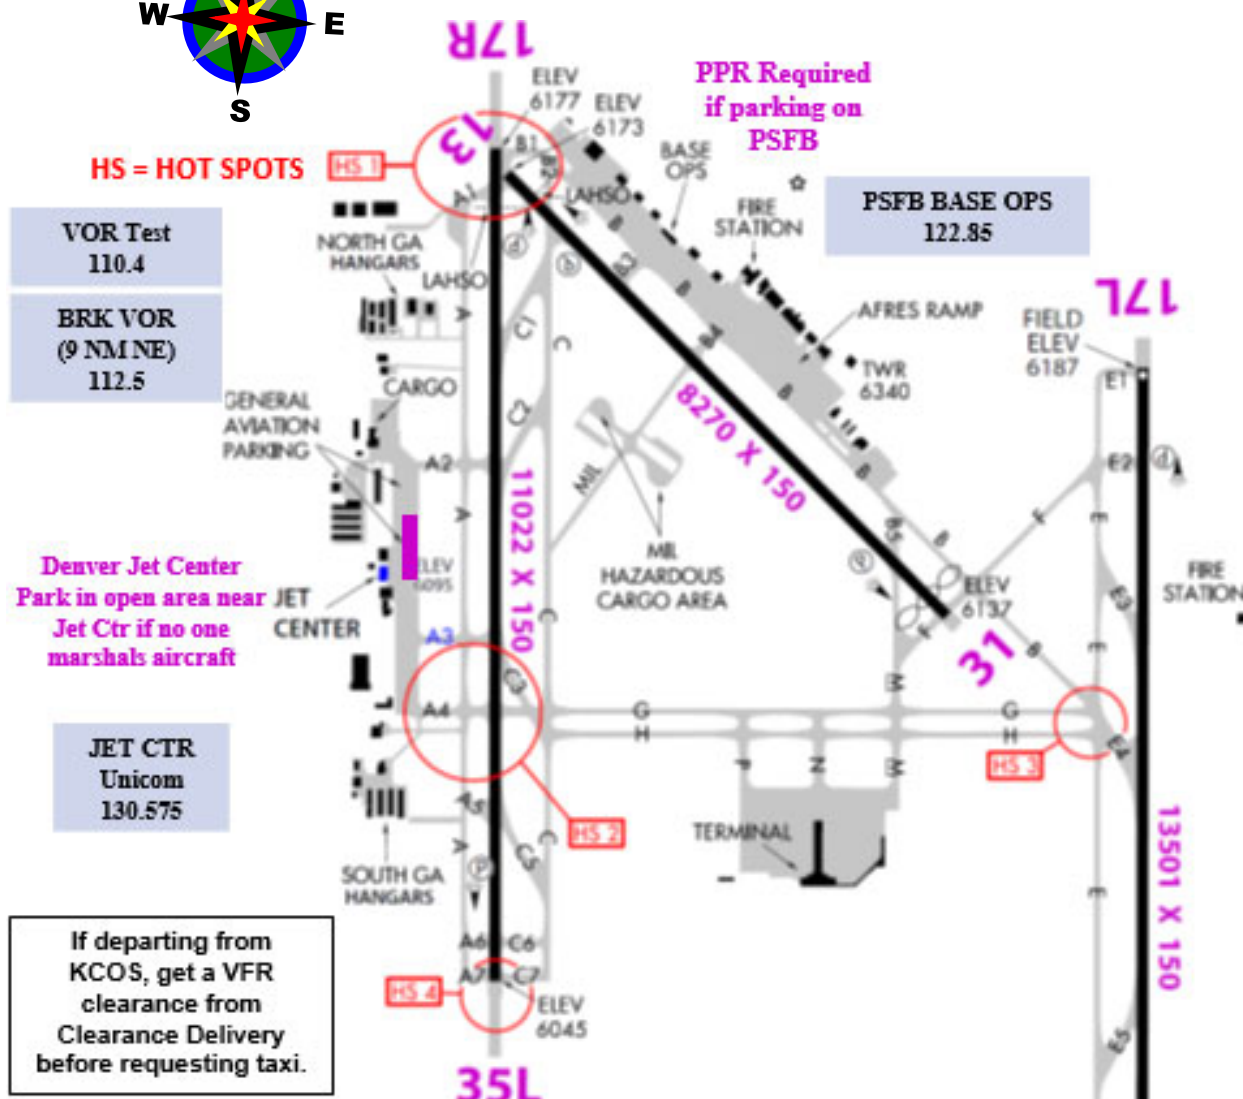 W
E
S
17R
13
ELEV
6177
ELEV
6173
PPR Required
if parking on
PSFB
HS = HOT SPOTS
HS 1
B1
B2
A1
LAHSO
BASE
OPS
FIRE
STATION
PSFB BASE OPS
122.85
VOR Test
110.4
NORTH GA
HANGARS
LAHSO
B
B3
B
B4
B
B
B
B5
AFRES RAMP
TWR
6340
17L
FIELD
ELEV
6187
E1
BRK VOR
(9 NM NE)
112.5
A
C1
C
C2
CARGO
GENERAL
AVIATION
PARKING
A2
A
8270 X 150
MIL
MIL
HAZARDOUS
CARGO AREA
11022 X 150
E2
F
E
E3
E
FIRE
STATION
Denver Jet Center
Park in open area near
Jet Ctr if no one
marshals aircraft
JET
CENTER
ELEV
6095
A3
C
C3
ELEV
6137
F
31
B
A4
G
G
H
H
M
M
P
N
HS 3
E4
JET CTR
Unicom
130.575
A5
A
C5
C
HS 2
TERMINAL
E
13501 X 150
SOUTH GA
HANGARS
A6
C6
A7
C7
HS 4
ELEV
6045
E5
35L
If departing from
KCOS, get a VFR
clearance from
Clearance Delivery
before requesting taxi.